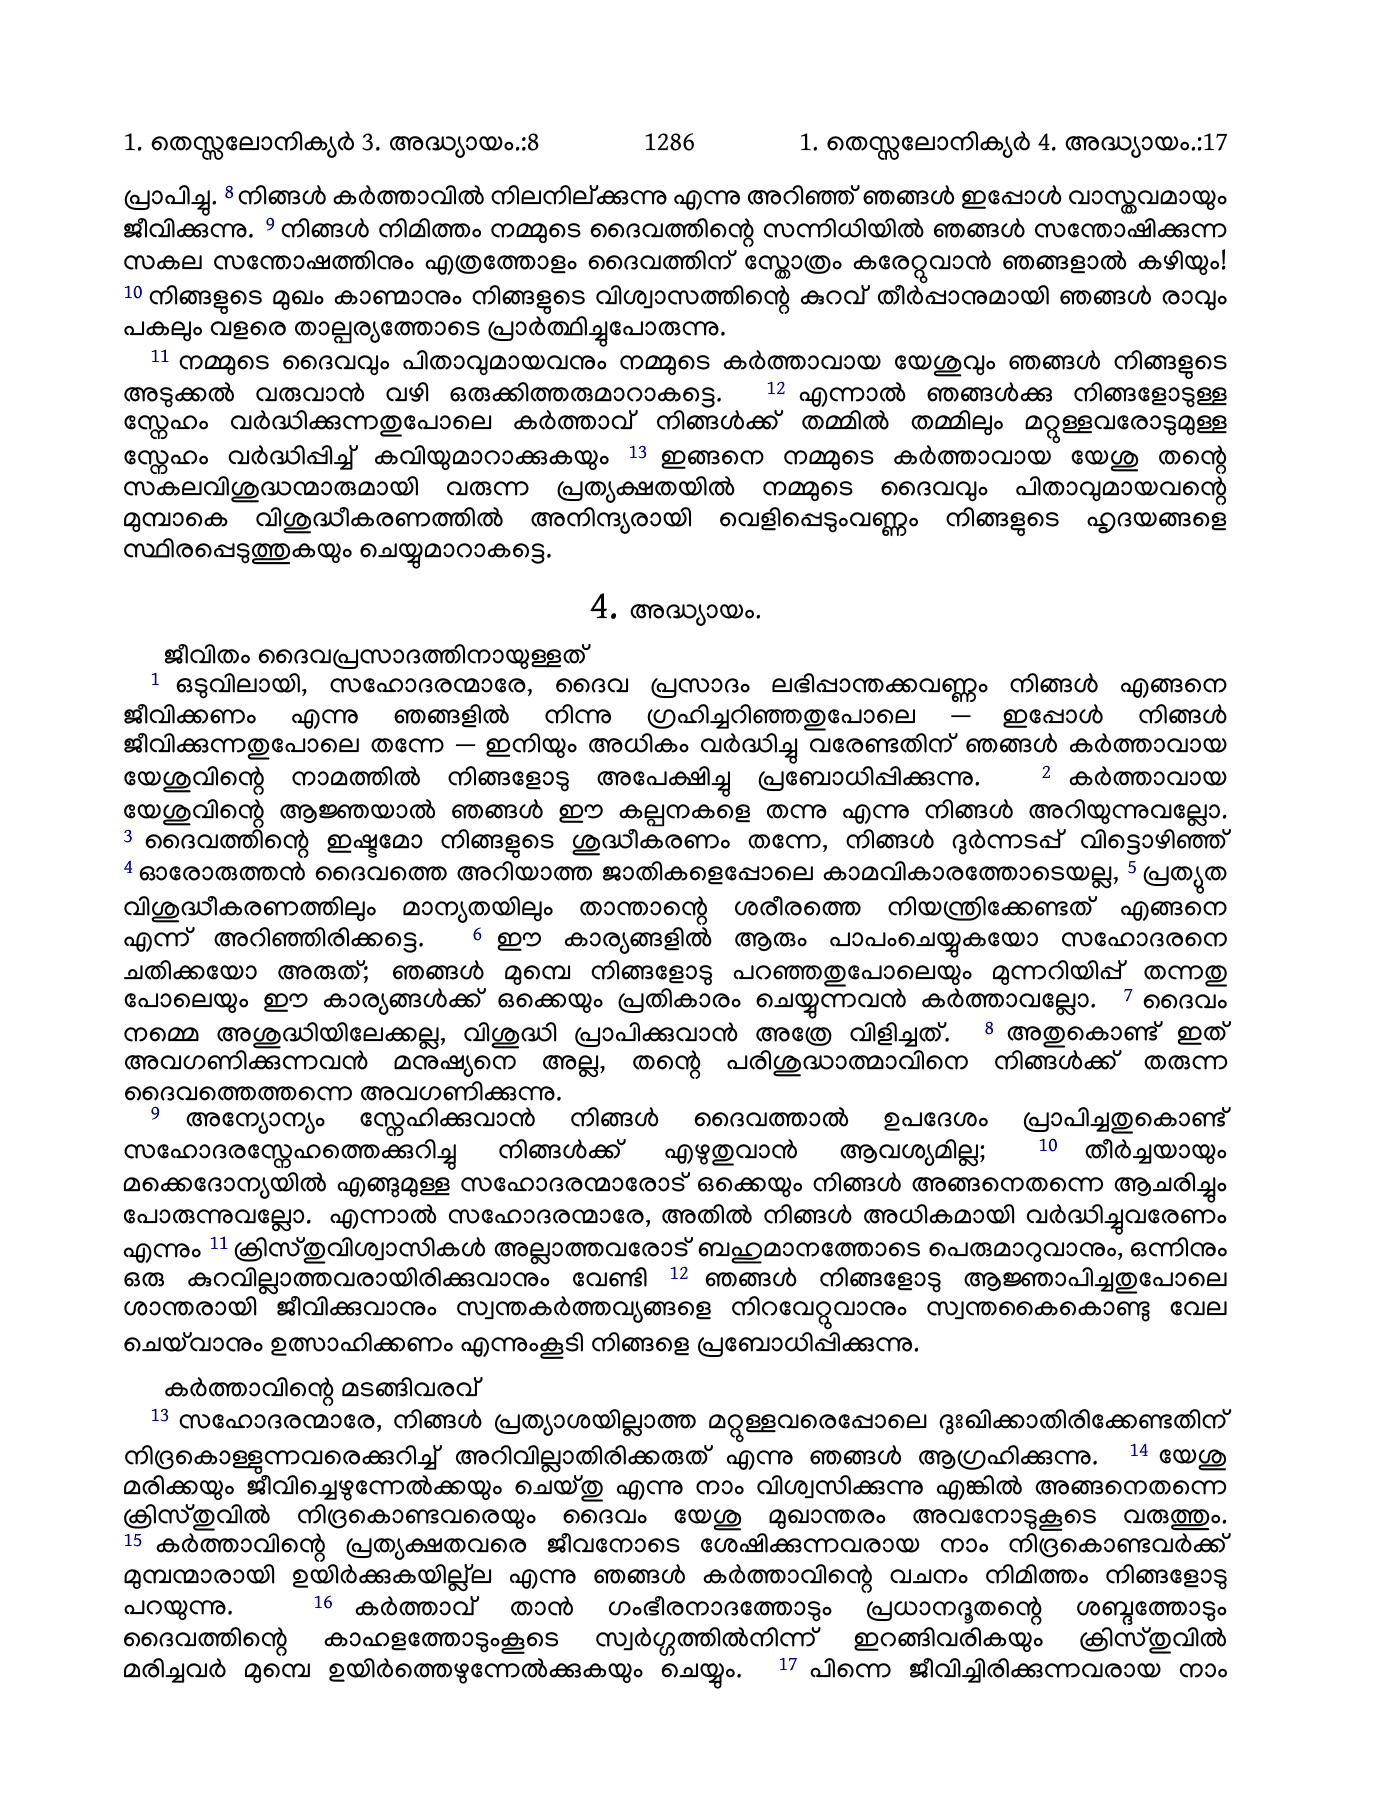 1. തെസ്സലോനിക്യർ 3. അദ്ധ്യായം.:8 1286 1. തെസ്സലോനിക്യർ 4. അദ്ധ്യായം.:17
പ്രാപിച്ചു. 8 നിങ്ങൾ കർത്താവിൽ നിലനില്ക്കുന്നു എന്നു അറിഞ്ഞ് ഞങ്ങൾ ഇപ്പോൾ വാസ്തവമായും
ജീവിക്കുന്നു. 9 നിങ്ങൾ നിമിത്തം നമ്മുടെ ദൈവത്തിന്റെ സന്നിധിയിൽ ഞങ്ങൾ സന്തോഷിക്കുന്ന
സകല സന്തോഷത്തിനും എത്രത്തോളം ദൈവത്തിന് സ്തോത്രം കരേറ്റുവാൻ ഞങ്ങളാൽ കഴിയും!
10 നിങ്ങളുടെ മുഖം കാണ്മാനും നിങ്ങളുടെ വിശ്വാസത്തിന്റെ കുറവ് തീർപ്പാനുമായി ഞങ്ങൾ രാവും
പകലും വളരെ താല്പര്യത്തോടെ പ്രാർത്ഥിച്ചുപോരുന്നു.
11 നമ്മുടെ ദൈവവും പിതാവുമായവനും നമ്മുടെ കർത്താവായ യേശുവും ഞങ്ങൾ നിങ്ങളുടെ
അടുക്കൽ വരുവാൻ വഴി ഒരുക്കിത്തരുമാറാകട്ടെ. 12 എന്നാൽ ഞങ്ങൾക്കു നിങ്ങളോടുള്ള
സ്നേഹം വർദ്ധിക്കുന്നതുപോലെ കർത്താവ് നിങ്ങൾക്ക് തമ്മിൽ തമ്മിലും മറ്റുള്ളവരോടുമുള്ള
സ്നേഹം വർദ്ധിപ്പിച്ച് കവിയുമാറാക്കുകയും 13 ഇങ്ങനെ നമ്മുടെ കർത്താവായ യേശു തന്റെ
സകലവിശുദ്ധന്മാരുമായി വരുന്ന പ്രത്യക്ഷതയിൽ നമ്മുടെ ദൈവവും പിതാവുമായവന്റെ
മുമ്പാകെ വിശുദ്ധീകരണത്തിൽ അനിന്ദ്യരായി വെളിപ്പെടുംവണ്ണം നിങ്ങളുടെ ഹൃദയങ്ങളെ
സ്ഥിരപ്പെടുത്തുകയും ചെയ്യുമാറാകട്ടെ.
4. അദ്ധ്യായം.
ജീവിതം ദൈവപ്രസാദത്തിനായുള്ളത്
1 ഒടുവിലായി, സഹോദരന്മാരേ, ദൈവ പ്രസാദം ലഭിപ്പാന്തക്കവണ്ണം നിങ്ങൾ എങ്ങനെ
ജീവിക്കണം എന്നു ഞങ്ങളിൽ നിന്നു ഗ്രഹിച്ചറിഞ്ഞതുപോലെ — ഇപ്പോൾ നിങ്ങൾ
ജീവിക്കുന്നതുപോലെ തന്നേ — ഇനിയും അധികം വർദ്ധിച്ചു വരേണ്ടതിന് ഞങ്ങൾ കർത്താവായ
യേശുവിന്റെ നാമത്തിൽ നിങ്ങളോടു അപേക്ഷിച്ചു പ്രബോധിപ്പിക്കുന്നു. 2 കർത്താവായ
യേശുവിന്റെ ആജ്ഞയാൽ ഞങ്ങൾ ഈ കല്പനകളെ തന്നു എന്നു നിങ്ങൾ അറിയുന്നുവല്ലോ.
3 ദൈവത്തിന്റെ ഇഷ്ടമോ നിങ്ങളുടെ ശുദ്ധീകരണം തന്നേ, നിങ്ങൾ ദുർന്നടപ്പ് വിട്ടൊഴിഞ്ഞ്
4 ഓരോരുത്തൻ ദൈവത്തെ അറിയാത്ത ജാതികളെപ്പോലെ കാമവികാരത്തോടെയല്ല, 5 പ്രത്യുത
വിശുദ്ധീകരണത്തിലും മാന്യതയിലും താന്താന്റെ ശരീരത്തെ നിയന്ത്രിക്കേണ്ടത് എങ്ങനെ
എന്ന് അറിഞ്ഞിരിക്കട്ടെ. 6 ഈ കാര്യങ്ങളിൽ ആരും പാപംചെയ്യുകയോ സഹോദരനെ
ചതിക്കയോ അരുത്; ഞങ്ങൾ മുമ്പെ നിങ്ങളോടു പറഞ്ഞതുപോലെയും മുന്നറിയിപ്പ് തന്നതു
പോലെയും ഈ കാര്യങ്ങൾക്ക് ഒക്കെയും പ്രതികാരം ചെയ്യുന്നവൻ കർത്താവല്ലോ. 7 ദൈവം
നമ്മെ അശുദ്ധിയിലേക്കല്ല, വിശുദ്ധി പ്രാപിക്കുവാൻ അത്രേ വിളിച്ചത്. 8 അതുകൊണ്ട് ഇത്
അവഗണിക്കുന്നവൻ മനുഷ്യനെ അല്ല, തന്റെ പരിശുദ്ധാത്മാവിനെ നിങ്ങൾക്ക് തരുന്ന
ദൈവത്തെത്തന്നെ അവഗണിക്കുന്നു.
9 അന്യോന്യം സ്നേഹിക്കുവാൻ നിങ്ങൾ ദൈവത്താൽ ഉപദേശം പ്രാപിച്ചതുകൊണ്ട്
സഹോദരസ്നേഹത്തെക്കുറിച്ചു നിങ്ങൾക്ക് എഴുതുവാൻ ആവശ്യമില്ല; 10 തീർച്ചയായും
മക്കെദോന്യയിൽ എങ്ങുമുള്ള സഹോദരന്മാരോട് ഒക്കെയും നിങ്ങൾ അങ്ങനെതന്നെ ആചരിച്ചും
പോരുന്നുവല്ലോ. എന്നാൽ സഹോദരന്മാരേ, അതിൽ നിങ്ങൾ അധികമായി വർദ്ധിച്ചുവരേണം
എന്നും 11 ക്രിസ്തുവിശ്വാസികൾ അല്ലാത്തവരോട് ബഹുമാനത്തോടെ പെരുമാറുവാനും, ഒന്നിനും
ഒരു കുറവില്ലാത്തവരായിരിക്കുവാനും വേണ്ടി 12 ഞങ്ങൾ നിങ്ങളോടു ആജ്ഞാപിച്ചതുപോലെ
ശാന്തരായി ജീവിക്കുവാനും സ്വന്തകർത്തവ്യങ്ങളെ നിറവേറ്റുവാനും സ്വന്തകൈകൊണ്ടു വേല
ചെയ്‌വാനും ഉത്സാഹിക്കണം എന്നുംകൂടി നിങ്ങളെ പ്രബോധിപ്പിക്കുന്നു.
കർത്താവിന്റെ മടങ്ങിവരവ്
13 സഹോദരന്മാരേ, നിങ്ങൾ പ്രത്യാശയില്ലാത്ത മറ്റുള്ളവരെപ്പോലെ ദുഃഖിക്കാതിരിക്കേണ്ടതിന്
നിദ്രകൊള്ളുന്നവരെക്കുറിച്ച് അറിവില്ലാതിരിക്കരുത് എന്നു ഞങ്ങൾ ആഗ്രഹിക്കുന്നു. 14 യേശു
മരിക്കയും ജീവിച്ചെഴുന്നേൽക്കയും ചെയ്തു എന്നു നാം വിശ്വസിക്കുന്നു എങ്കിൽ അങ്ങനെതന്നെ
ക്രിസ്തുവിൽ നിദ്രകൊണ്ടവരെയും ദൈവം യേശു മുഖാന്തരം അവനോടുകൂടെ വരുത്തും.
15 കർത്താവിന്റെ പ്രത്യക്ഷതവരെ ജീവനോടെ ശേഷിക്കുന്നവരായ നാം നിദ്രകൊണ്ടവർക്ക്
മുമ്പന്മാരായി ഉയിർക്കുകയില്ല്ല എന്നു ഞങ്ങൾ കർത്താവിന്റെ വചനം നിമിത്തം നിങ്ങളോടു
പറയുന്നു. 16 കർത്താവ് താൻ ഗംഭീരനാദത്തോടും പ്രധാനദൂതന്റെ ശബ്ദത്തോടും
ദൈവത്തിന്റെ കാഹളത്തോടുംകൂടെ സ്വർഗ്ഗത്തിൽനിന്ന് ഇറങ്ങിവരികയും ക്രിസ്തുവിൽ
മരിച്ചവർ മുമ്പെ ഉയിർത്തെഴുന്നേൽക്കുകയും ചെയ്യും. 17 പിന്നെ ജീവിച്ചിരിക്കുന്നവരായ നാം